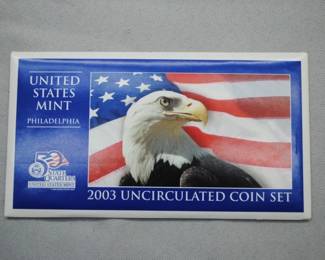 UNITED
STATES
MINT
PHILADELPHIA
50
STATE
QUARTERS
UNITED STATES MINT
2003 UNCIRCULATED COIN SET